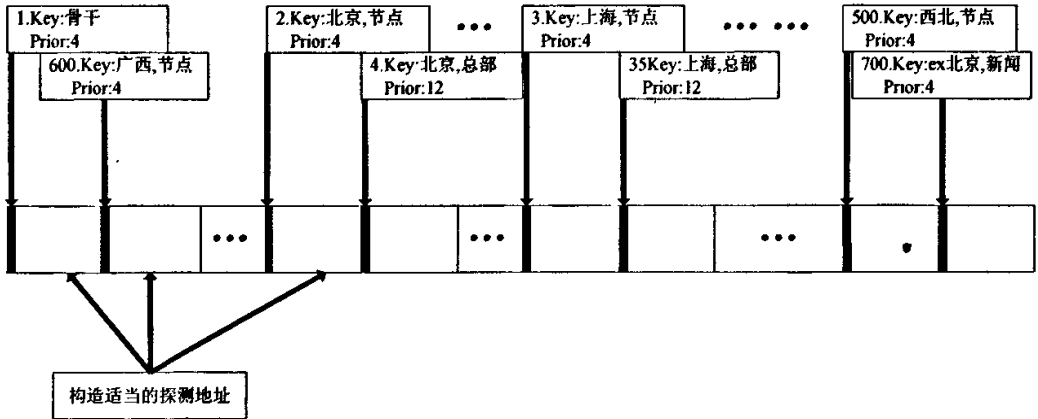 1.Key:骨干
Prior:4
2.Key:北京,节点
Prior:4
3.Key:上海,节点
Prior:4
500.Key:西北,节点
Prior:4
600.Key:广西,节点
Prior:4
4.Key:北京,总部
Prior:12
35Key:上海,总部
Prior:12
700.Key:ex北京,新闻
Prior:4
构造适当的探测地址